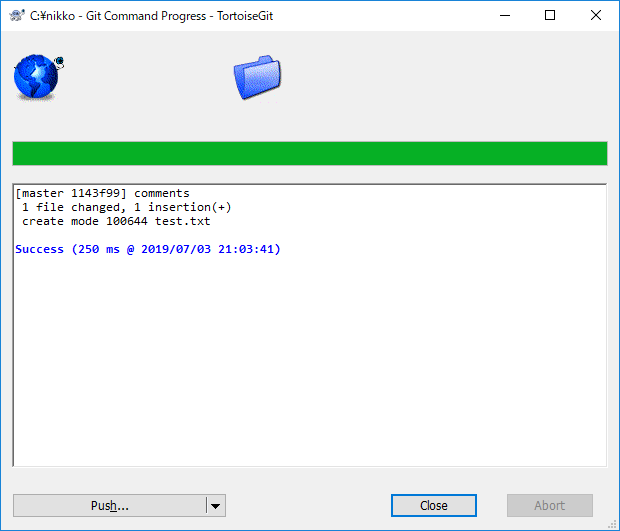 C:¥nikko - Git Command Progress - TortoiseGit
[master 1143f99] comments
1 file changed, 1 insertion(+)
create mode 100644 test.txt
Success (250 ms @ 2019/07/03 21:03:41)
Push...
Close
Abort